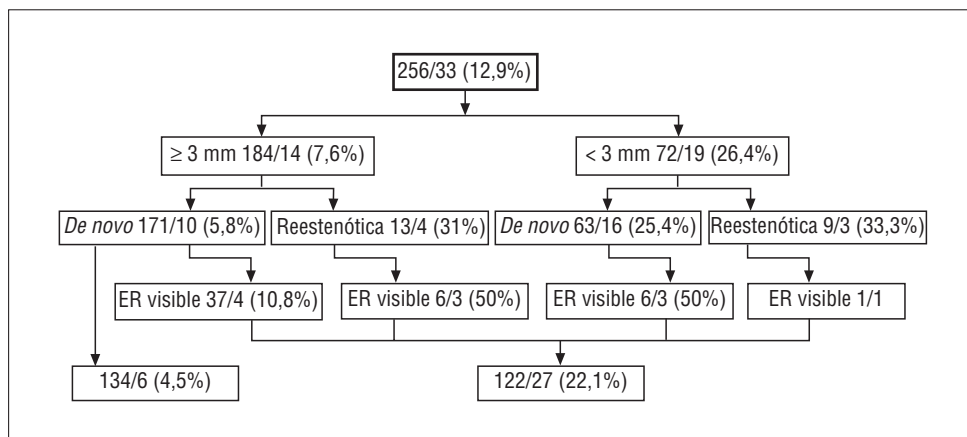 256/33 (12,9%)
≥ 3 mm 184/14 (7,6%)
< 3 mm 72/19 (26,4%)
De novo 171/10 (5,8%)
Reestenótica 13/4 (31%)
De novo 63/16 (25,4%)
Reestenótica 9/3 (33,3%)
ER visible 37/4 (10,8%)
ER visible 6/3 (50%)
ER visible 6/3 (50%)
ER visible 1/1
134/6 (4,5%)
122/27 (22,1%)